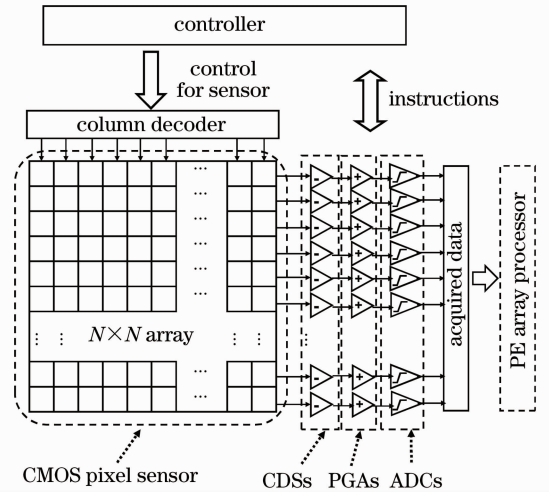 controller
control
for sensor
instructions
column decoder
...
- + 
- +
- +
...
- +
- +
- +
N×N array
...
- +
- +
acquired data
PE array processor
CMOS pixel sensor
CDSs PGAs ADCs